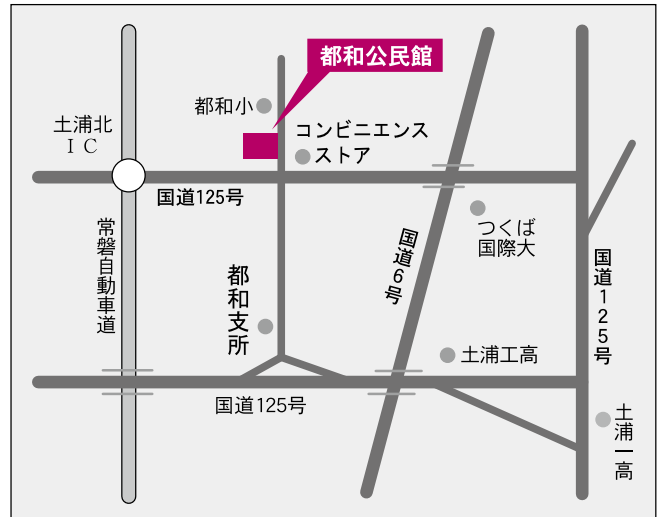 都和公民館
都和小
コンビニエンス
ストア
土浦北
ＩＣ
国道125号
常磐自動車道
国道6号
つくば
国際大
国道125号
都和支所
土浦工高
国道125号
土浦一高